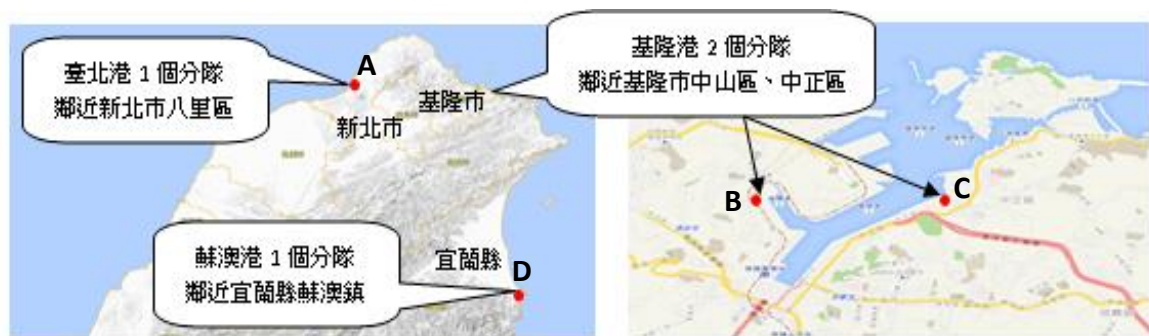 臺北港 1 個分隊
鄰近新北市八里區
A
基隆市
新北市
基隆港 2 個分隊
鄰近基隆市中山區、中正區
B
C
蘇澳港 1 個分隊
鄰近宜蘭縣蘇澳鎮
宜蘭縣
D